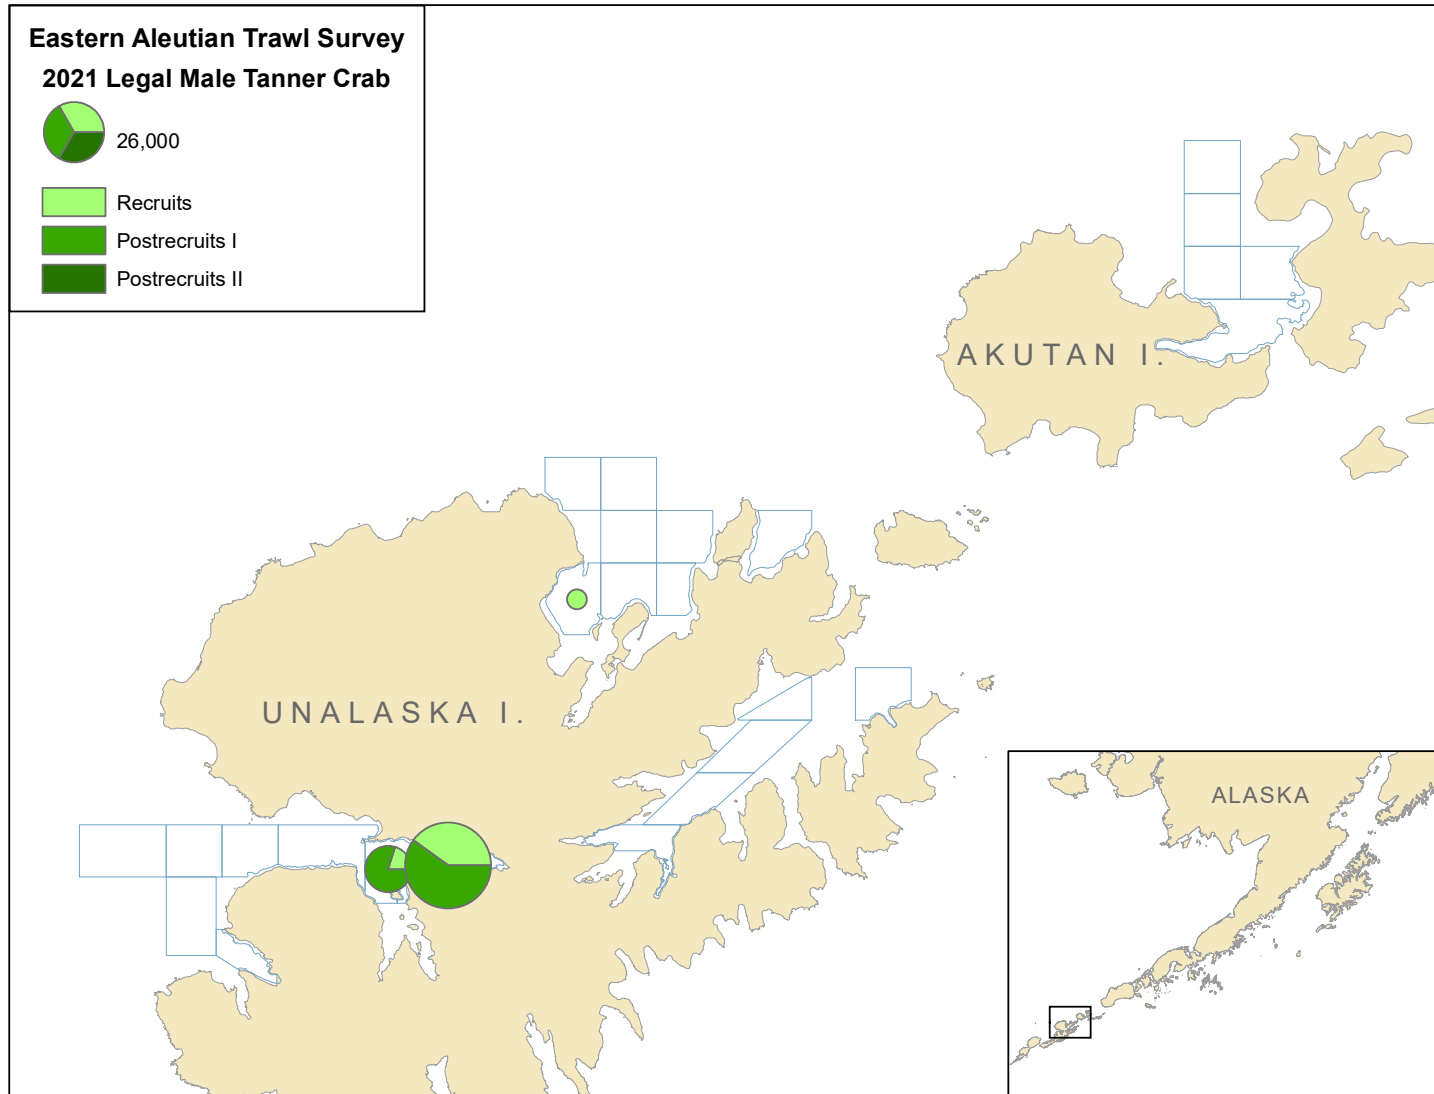 Eastern Aleutian Trawl Survey
2021 Legal Male Tanner Crab
26,000
Recruits
Postrecruits I
Postrecruits II
AKUTAN I.
UNALASKA I.
ALASKA